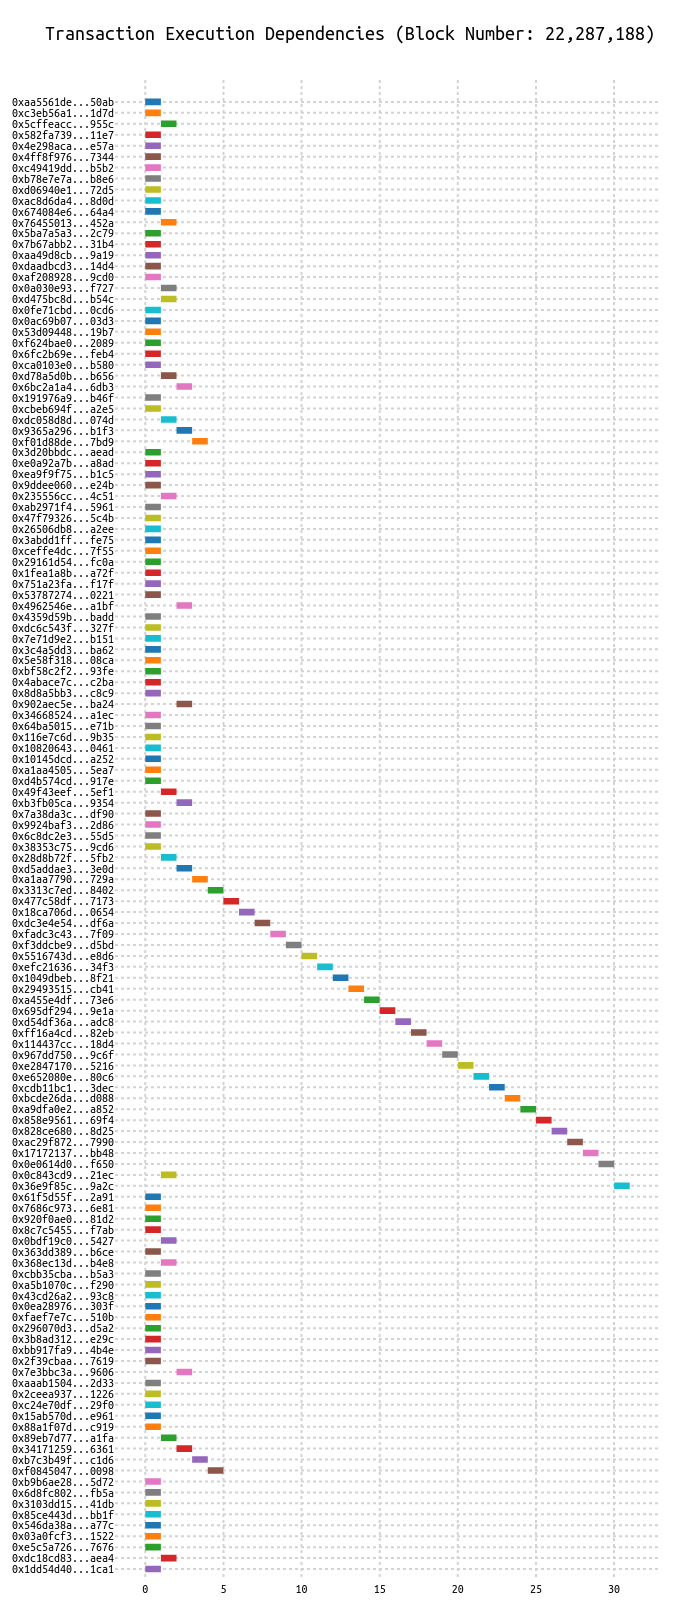 Transaction Execution Dependencies (Block Number: 22,287,188)
0xaa5561de...50ab
0xc3eb56a1...1d7d
0x5cffeacc...955c
0x582fa739...11e7
0x4e298aca...e57a
0x4ff8f976...7344
0xc49419dd...b5b2
0xb78e7e7a...b8e6
0xd06940e1...72d5
0xac8d6da4...8d0d
0x674084e6...64a4
0x76455013...452a
0x5ba7a5a3...2c79
0x7b67abb2...31b4
0xaa49d8cb...9a19
0xdaadbcd3...14d4
0xaf208928...9cd0
0x0a030e93...f727
0xd475bc8d...b54c
0x0fe71cbd...0cd6
0x0ac69b07...03d3
0x53d09448...19b7
0xf624bae0...2089
0x6fc2b69e...feb4
0xca0103e0...b580
0xd78a5d0b...b656
0x6bc2a1a4...6db3
0x191976a9...b46f
0xcbeb694f...a2e5
0xdc058d8d...074d
0x9365a296...b1f3
0xf01d88de...7bd9
0x3d20bbdc...aead
0xe0a92a7b...a8ad
0xea9f9f75...b1c5
0x9ddee060...e24b
0x235556cc...4c51
0xab2971f4...5961
0x47f79326...5c4b
0x26506db8...a2ee
0x3abdd1ff...fe75
0xceffe4dc...7f55
0x29161d54...fc0a
0x1fea1a8b...a72f
0x751a23fa...f17f
0x53787274...0221
0x4962546e...a1bf
0x4359d59b...badd
0xdc6c543f...327f
0x7e71d9e2...b151
0x3c4a5dd3...ba62
0x5e58f318...08ca
0xbf58c2f2...93fe
0x4abace7c...c2ba
0x8d8a5bb3...c8c9
0x902aec5e...ba24
0x34668524...a1ec
0x64ba5015...e71b
0x116e7c6d...9b35
0x10820643...0461
0x10145dcd...a252
0xa1aa4505...5ea7
0xd4b574cd...917e
0x49f43eef...5ef1
0xb3fb05ca...9354
0x7a38da3c...df90
0x9924baf3...2d86
0x6c8dc2e3...55d5
0x38353c75...9cd6
0x28d8b72f...5fb2
0xd5addae3...3e0d
0xa1aa7790...729a
0x3313c7ed...8402
0x477c58df...7173
0x18ca706d...0654
0xdc3e4e54...df6a
0xfadc3c43...7f09
0xf3ddcbe9...d5bd
0x5516743d...e8d6
0xefc21636...34f3
0x1049dbeb...8f21
0x29493515...cb41
0xa455e4df...73e6
0x695df294...9e1a
0xd54df36a...adc8
0xff16a4cd...82eb
0x114437cc...18d4
0x967dd750...9c6f
0xe2847170...5216
0xe652080e...80c6
0xcdb11bc1...3dec
0xbcde26da...d088
0xa9dfa0e2...a852
0x858e9561...69f4
0x828ce680...8d25
0xac29f872...7990
0x17172137...bb48
0x0e0614d0...f650
0x0c843cd9...21ec
0x36e9f85c...9a2c
0x61f5d55f...2a91
0x7686c973...6e81
0x920f0ae0...81d2
0x8c7c5455...f7ab
0x0bdf19c0...5427
0x363dd389...b6ce
0x368ec13d...b4e8
0xcbb35cba...b5a3
0xa5b1070c...f290
0x43cd26a2...93c8
0x0ea28976...303f
0xfaef7e7c...510b
0x296070d3...d5a2
0x3b8ad312...e29c
0xbb917fa9...4b4e
0x2f39cbaa...7619
0x7e3bbc3a...9606
0xaaab1504...2d33
0x2ceea937...1226
0xc24e70df...29f0
0x15ab570d...e961
0x88a1f07d...c919
0x89eb7d77...a1fa
0x34171259...6361
0xb7c3b49f...c1d6
0xf0845047...0098
0xb9b6ae28...5d72
0x6d8fc802...fb5a
0x3103dd15...41db
0x85ce443d...bb1f
0x546da38a...a77c
0x03a0fcf3...1522
0xe5c5a726...7676
0xdc18cd83...aea4
0x1dd54d40...1ca1
0 5 10 15 20 25 30